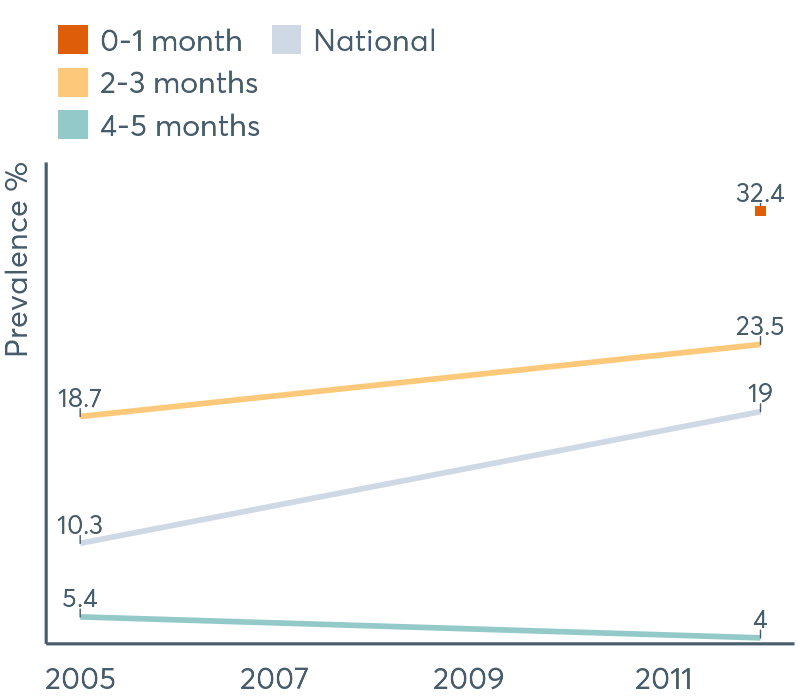 0-1 month National
2-3 months
4-5 months
Prevalence %
32.4
23.5
19
18.7
10.3
5.4
4
2005 2007 2009 2011